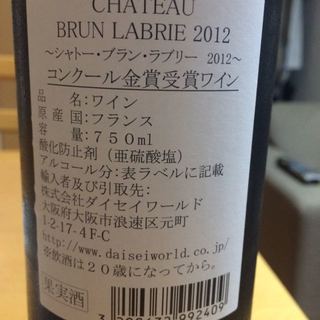 CHATEAU
BRUN LABRIE 2012
～シャトー・ブラン・ラブリー 2012～
コンクール金賞受賞ワイン
品名:ワイン
原産国:フランス
容量:750ml
酸化防止剤（亜硫酸塩）
アルコール分:表ラベルに記載
輸入者及び引取先:
株式会社ダイセイワールド
大阪府大阪市浪速区元町
1-2-17-4F-C
http://www.daiseiworld.co.jp/
※飲酒は２０歳になってから。
果実酒